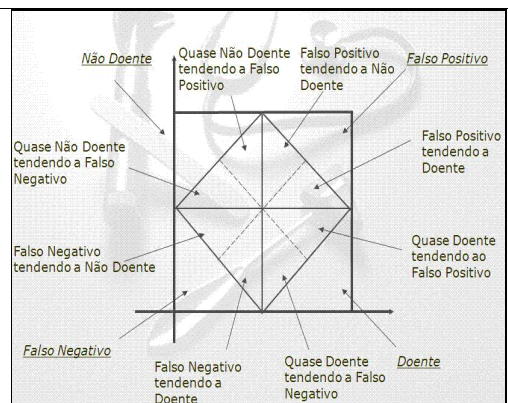 Não Doente
Quase Não Doente
tendendo a Falso
Positivo
Falso Positivo
tendendo a Não
Doente
Falso Positivo
Quase Não Doente
tendendo a Falso
Negativo
Falso Positivo
tendendo a
Doente
Falso Negativo
tendendo a Não Doente
Quase Doente
tendendo ao
Falso Positivo
Falso Negativo
Falso Negativo
tendendo a
Doente
Quase Doente
tendendo a Falso
Negativo
Doente